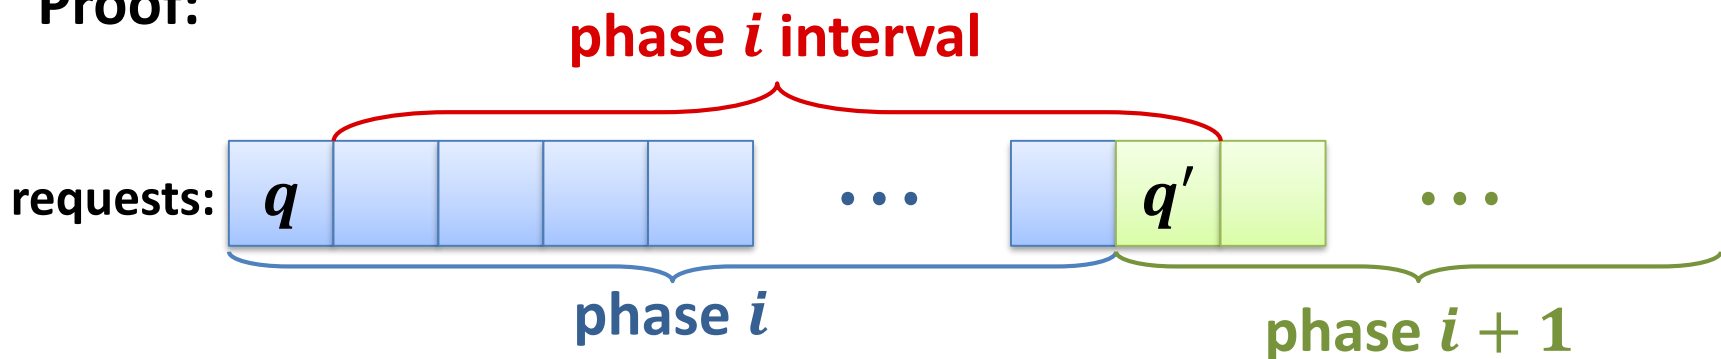 Proof:
phase i interval
requests: q ... q′ ...
phase i
phase i + 1